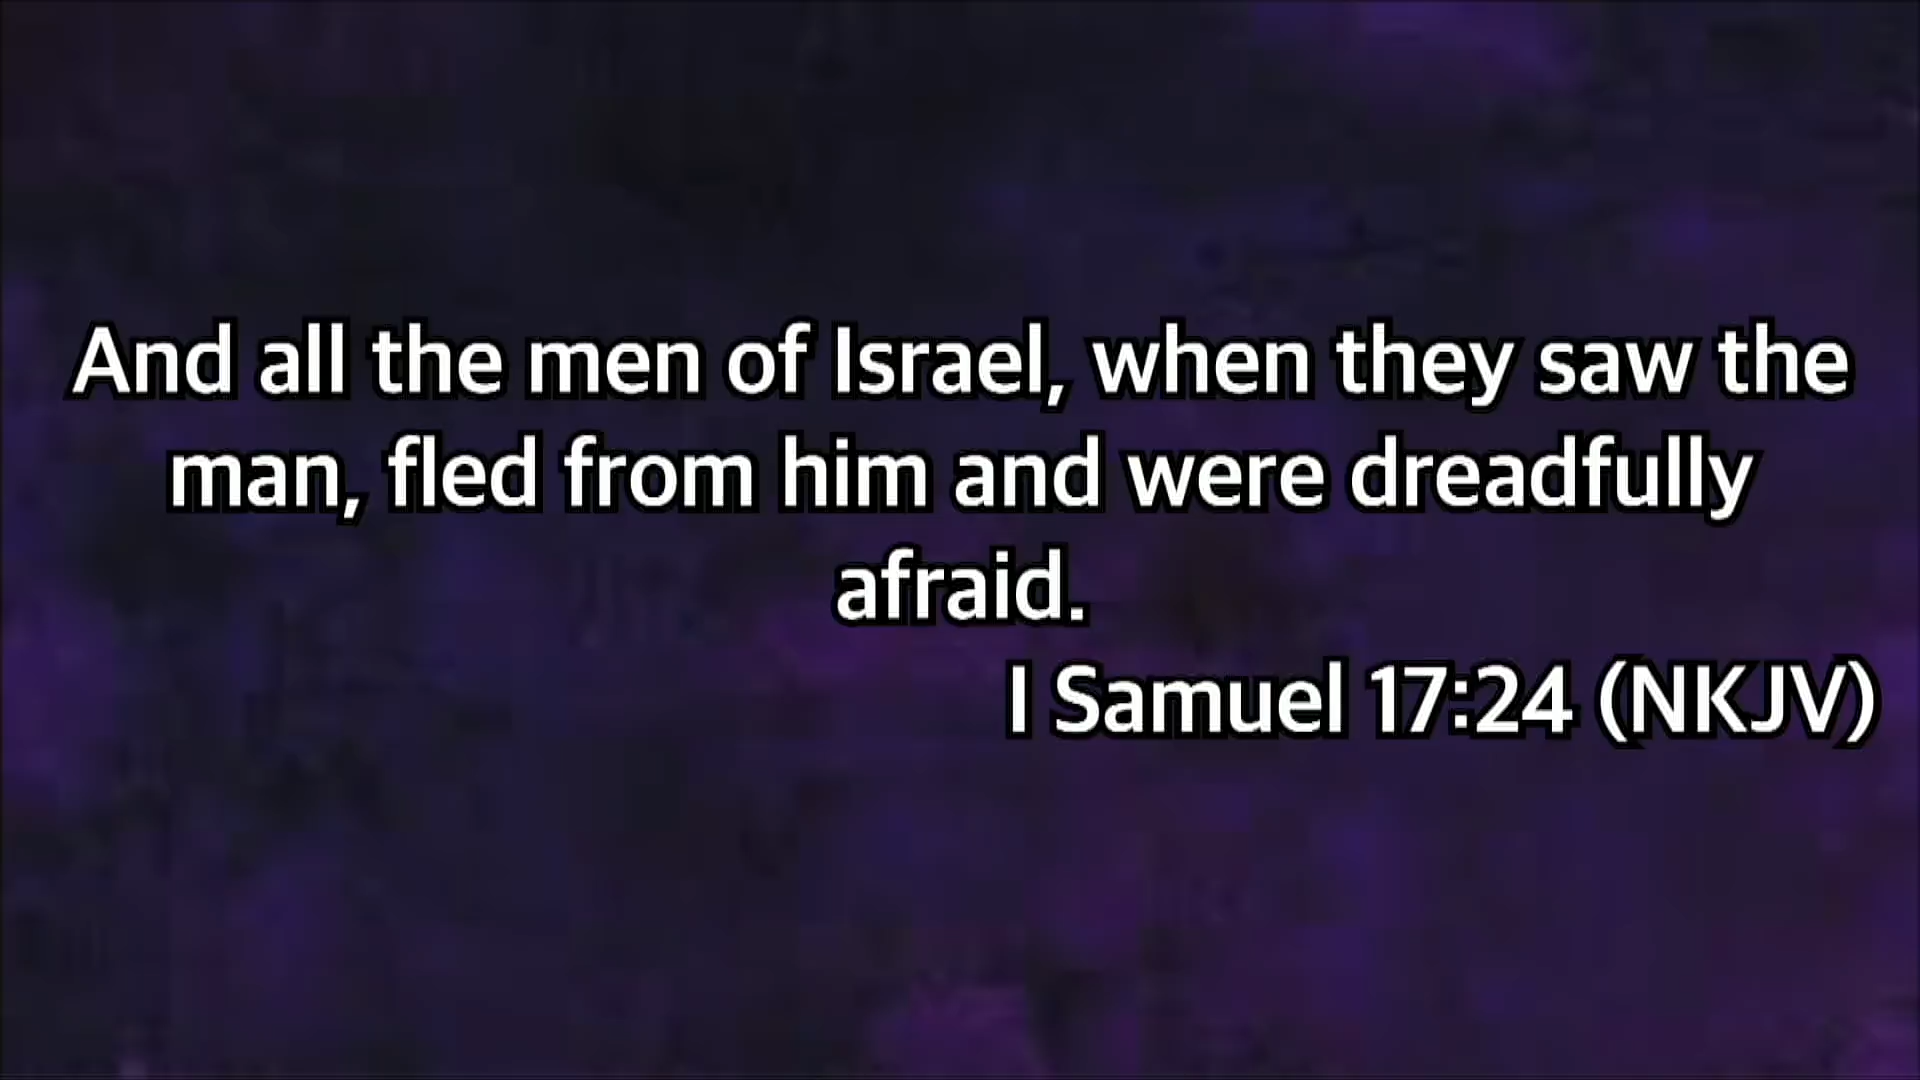 And all the men of Israel, when they saw the
man, fled from him and were dreadfully
afraid.
I Samuel 17:24 (NKJV)